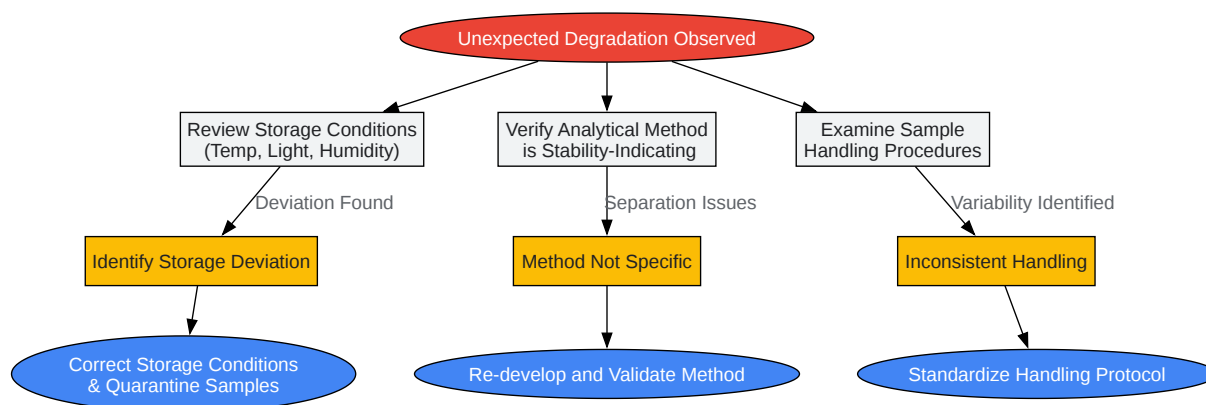 Unexpected Degradation Observed
Review Storage Conditions
(Temp, Light, Humidity)
Verify Analytical Method
is Stability-Indicating
Examine Sample
Handling Procedures
Deviation Found
Separation Issues
Variability Identified
Identify Storage Deviation
Method Not Specific
Inconsistent Handling
Correct Storage Conditions
& Quarantine Samples
Re-develop and Validate Method
Standardize Handling Protocol